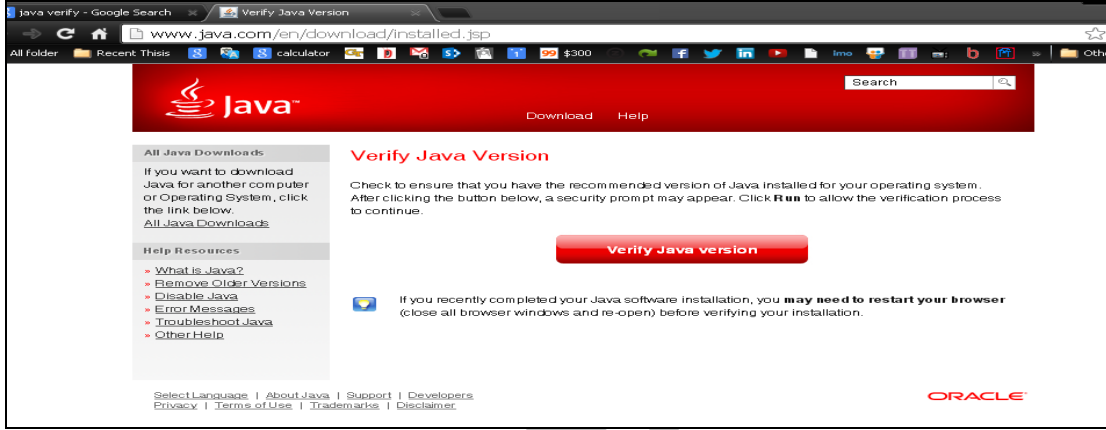 java verify - Google Search
Verify Java Version
www.java.com/en/download/installed.jsp
All folder
Recent Thisis
8
8 calculator
1
99 $300
in
imo
b
Java™
Search
Download Help
All Java Downloads
If you want to download
Java for another computer
or Operating System, click
the link below.
All Java Downloads
Help Resources
» What is Java?
» Remove Older Versions
» Disable Java
» Error Messages
» Troubleshoot Java
» Other Help
Verify Java Version
Check to ensure that you have the recommended version of Java installed for your operating system.
After clicking the button below, a security prompt may appear. Click Run to allow the verification process
to continue.
Verify Java version
If you recently completed your Java software installation, you may need to restart your browser
(close all browser windows and re-open) before verifying your installation.
Select Language | About Java | Support | Developers
Privacy | Terms of Use | Trademarks | Disclaimer
ORACLE